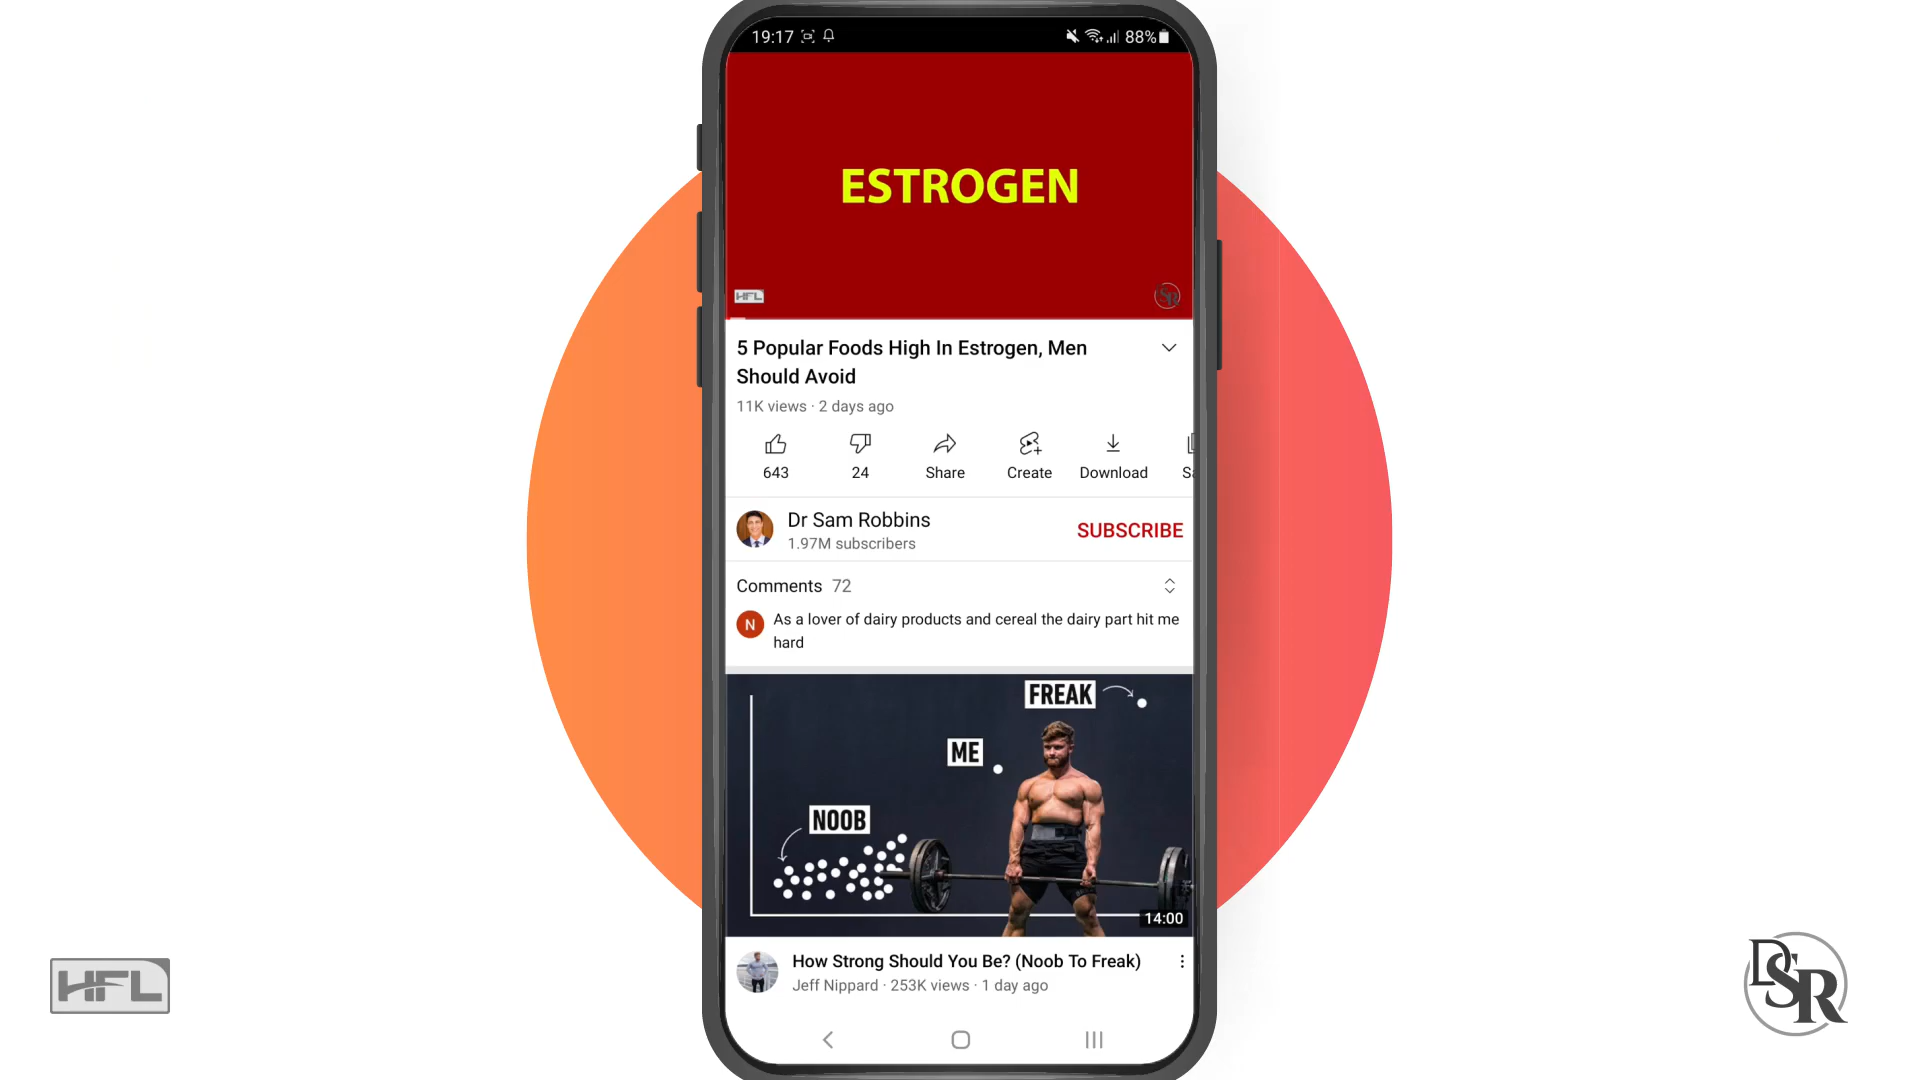 19:17
88%
ESTROGEN
HFL
SR
5 Popular Foods High In Estrogen, Men
Should Avoid
11K views · 2 days ago
643
24
Share
Create
Download
Sa
Dr Sam Robbins
1.97M subscribers
SUBSCRIBE
Comments 72
N
As a lover of dairy products and cereal the dairy part hit me
hard
FREAK
ME
NOOB
14:00
How Strong Should You Be? (Noob To Freak)
Jeff Nippard · 253K views · 1 day ago
HFL
DSR